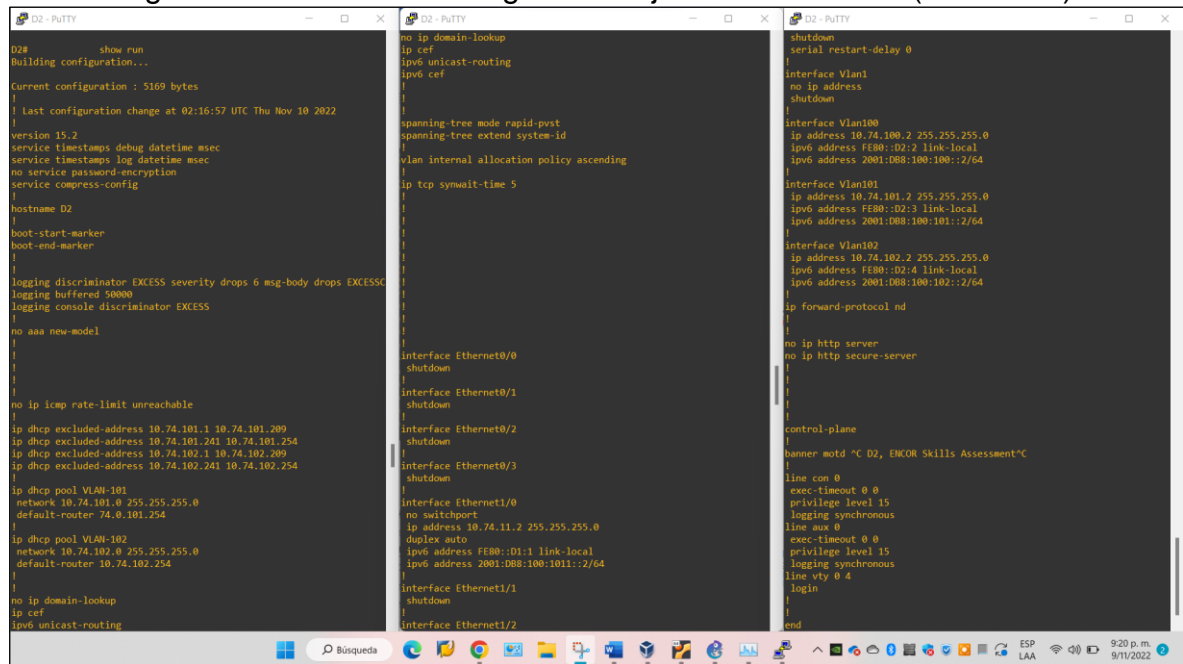 D2 - PuTTY
D2# show run
Building configuration...
Current configuration : 5169 bytes
!
! Last configuration change at 02:16:57 UTC Thu Nov 10 2022
!
version 15.2
service timestamps debug datetime msec
service timestamps log datetime msec
no service password-encryption
service compress-config
!
hostname D2
!
boot-start-marker
boot-end-marker
!
!
logging discriminator EXCESS severity drops 6 msg-body drops EXCESSC
logging buffered 50000
logging console discriminator EXCESS
!
no aaa new-model
!
!
!
!
!
no ip icmp rate-limit unreachable
!
ip dhcp excluded-address 10.74.101.1 10.74.101.209
ip dhcp excluded-address 10.74.101.241 10.74.101.254
ip dhcp excluded-address 10.74.102.1 10.74.102.209
ip dhcp excluded-address 10.74.102.241 10.74.102.254
!
ip dhcp pool VLAN-101
network 10.74.101.0 255.255.255.0
default-router 74.0.101.254
!
ip dhcp pool VLAN-102
network 10.74.102.0 255.255.255.0
default-router 10.74.102.254
!
!
no ip domain-lookup
ip cef
ipv6 unicast-routing
D2 - PuTTY
no ip domain-lookup
ip cef
ipv6 unicast-routing
ipv6 cef
!
!
spanning-tree mode rapid-pvst
spanning-tree extend system-id
!
vlan internal allocation policy ascending
!
ip tcp synwait-time 5
!
!
!
!
!
!
!
!
!
!
!
!
!
interface Ethernet0/0
shutdown
!
interface Ethernet0/1
shutdown
!
interface Ethernet0/2
shutdown
!
interface Ethernet0/3
shutdown
!
interface Ethernet1/0
no switchport
ip address 10.74.11.2 255.255.255.0
duplex auto
ipv6 address FE80::D1:1 link-local
ipv6 address 2001:DB8:100:1011::2/64
!
interface Ethernet1/1
shutdown
!
interface Ethernet1/2
D2 - PuTTY
shutdown
serial restart-delay 0
!
interface Vlan1
no ip address
shutdown
!
interface Vlan100
ip address 10.74.100.2 255.255.255.0
ipv6 address FE80::D2:2 link-local
ipv6 address 2001:DB8:100:100::2/64
!
interface Vlan101
ip address 10.74.101.2 255.255.255.0
ipv6 address FE80::D2:3 link-local
ipv6 address 2001:DB8:100:101::2/64
!
interface Vlan102
ip address 10.74.102.2 255.255.255.0
ipv6 address FE80::D2:4 link-local
ipv6 address 2001:DB8:100:102::2/64
!
ip forward-protocol nd
!
!
no ip http server
no ip http secure-server
!
!
!
!
!
control-plane
!
banner motd ^C D2, ENCOR Skills Assessment^C
!
line con 0
exec-timeout 0 0
privilege level 15
logging synchronous
line aux 0
exec-timeout 0 0
privilege level 15
logging synchronous
line vty 0 4
login
!
!
end
Búsqueda
ESP
LAA
9:20 p. m.
9/11/2022
2